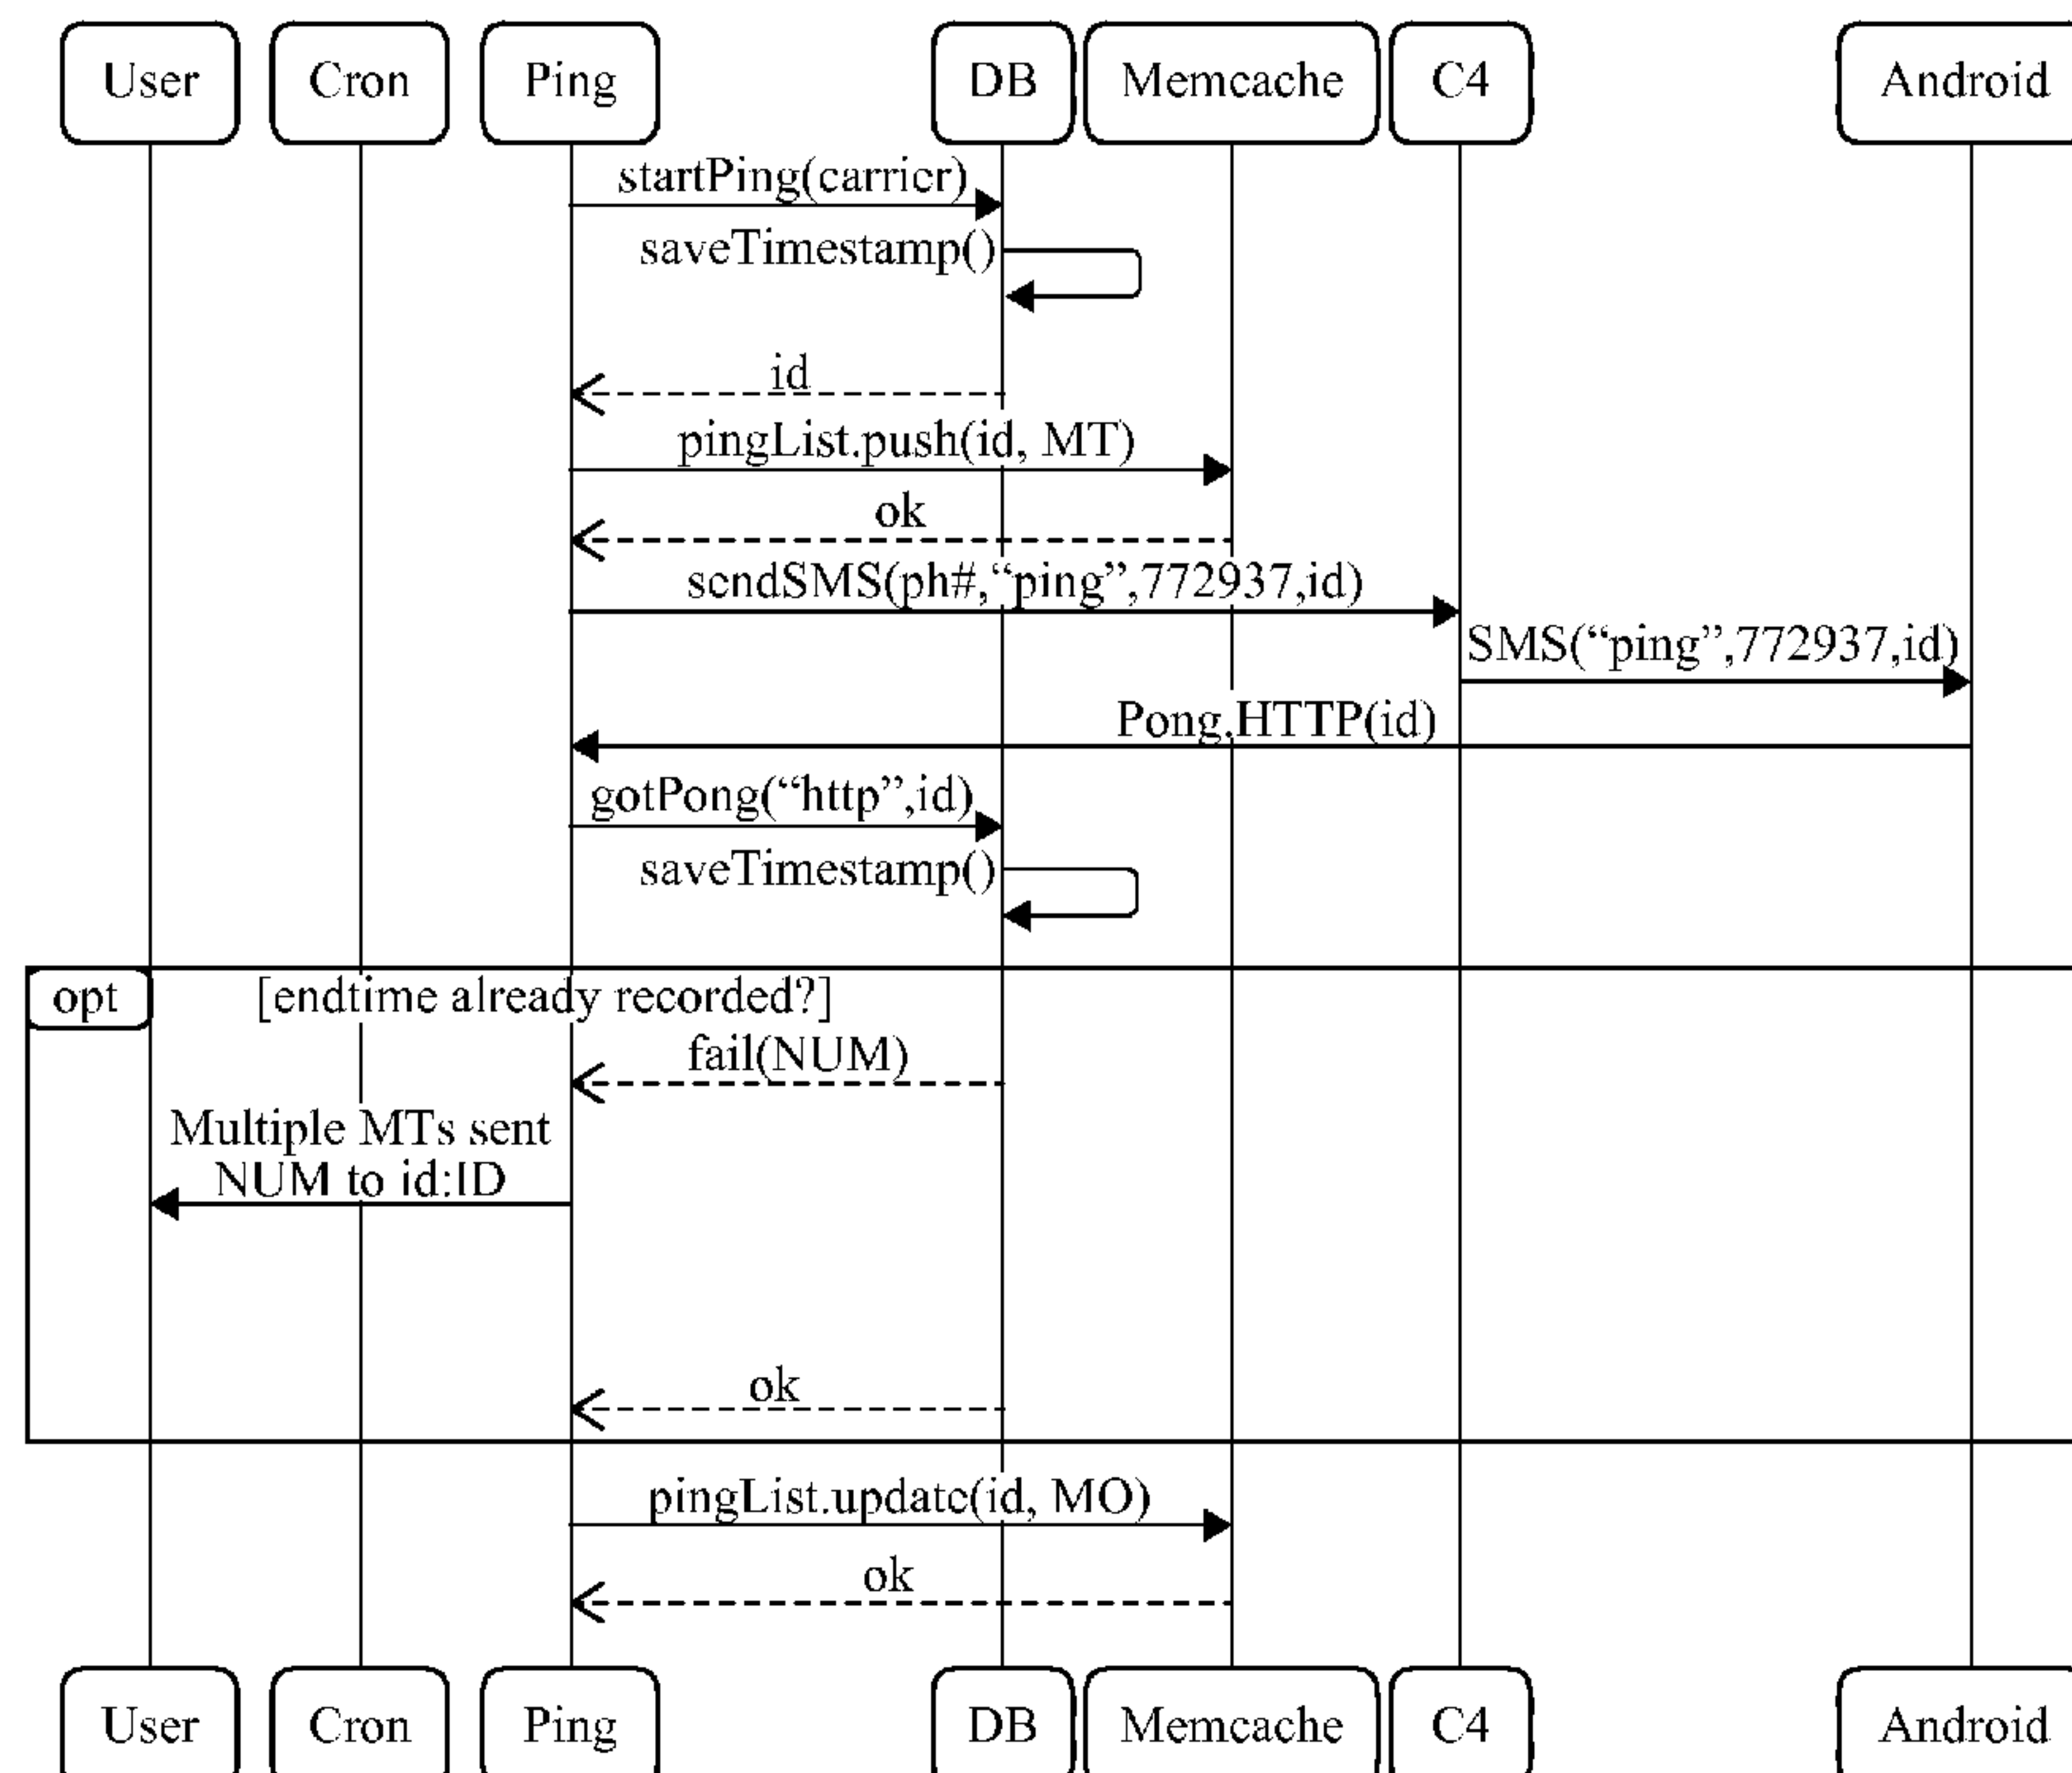 User Cron Ping DB Memcache C4 Android
startPing(carrier)
saveTimestamp()
id
pingList.push(id, MT)
ok
sendSMS(ph#,“ping”,772937,id)
SMS(“ping”,772937,id)
Pong.HTTP(id)
gotPong(“http”,id)
saveTimestamp()
opt [endtime already recorded?]
fail(NUM)
Multiple MTs sent
NUM to id:ID
ok
pingList.update(id, MO)
ok
User Cron Ping DB Memcache C4 Android